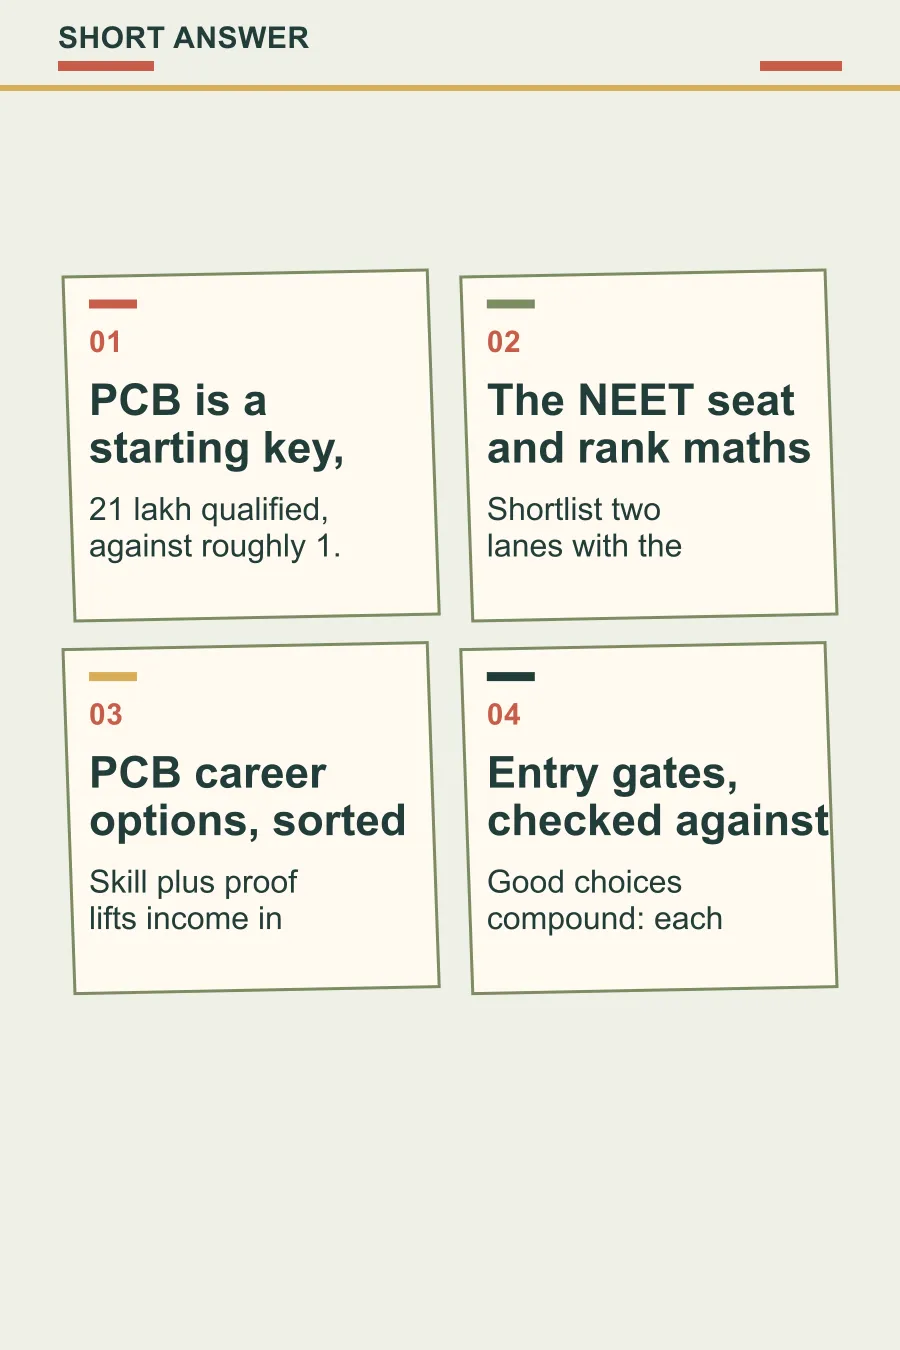 SHORT ANSWER
01
PCB is a
starting key,
21 lakh qualified,
against roughly 1.
02
The NEET seat
and rank maths
Shortlist two
lanes with the
03
PCB career
options, sorted
Skill plus proof
lifts income in
04
Entry gates,
checked against
Good choices
compound: each